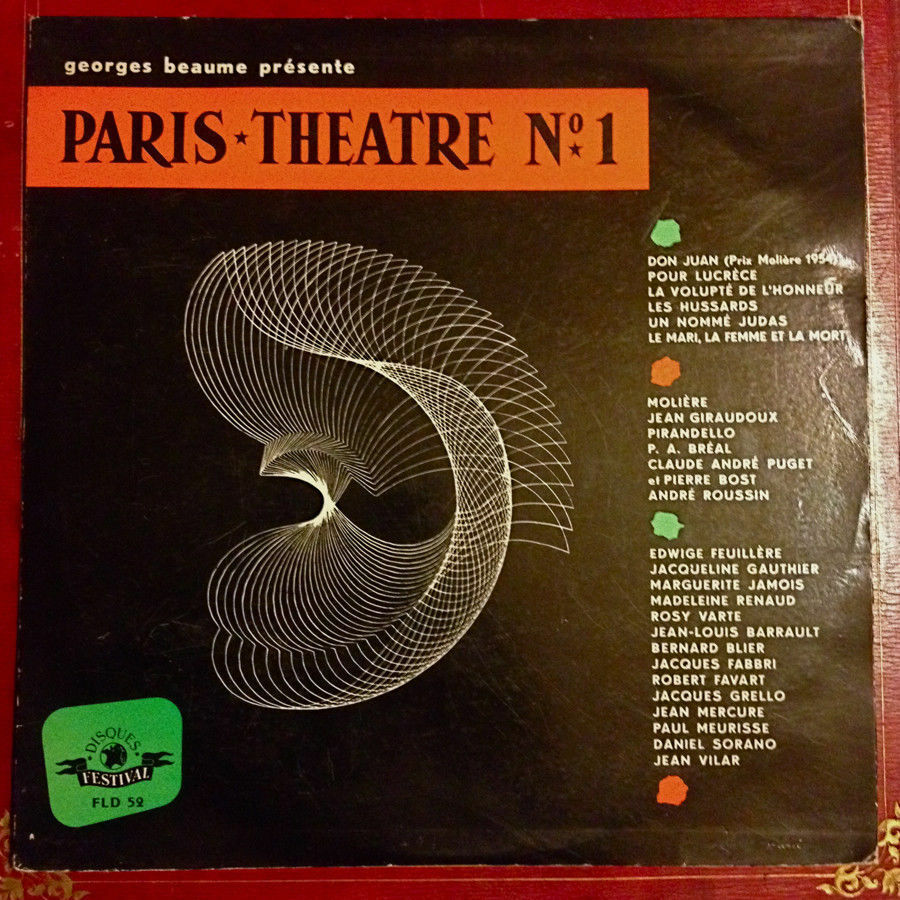 georges beaume présente
PARIS★THEATRE Nº1
DON JUAN (Prix Molière 1954)
POUR LUCRÈCE
LA VOLUPTÉ DE L'HONNEUR
LES HUSSARDS
UN NOMMÉ JUDAS
LE MARI, LA FEMME ET LA MORT
MOLIÈRE
JEAN GIRAUDOUX
PIRANDELLO
P. A. BRÉAL
CLAUDE ANDRÉ PUGET
et PIERRE BOST
ANDRÉ ROUSSIN
EDWIGE FEUILLÈRE
JACQUELINE GAUTHIER
MARGUERITE JAMOIS
MADELEINE RENAUD
ROSY VARTE
JEAN-LOUIS BARRAULT
BERNARD BLIER
JACQUES FABBRI
ROBERT FAVART
JACQUES GRELLO
JEAN MERCURE
PAUL MEURISSE
DANIEL SORANO
JEAN VILAR
DISQUES
FESTIVAL
FLD 52